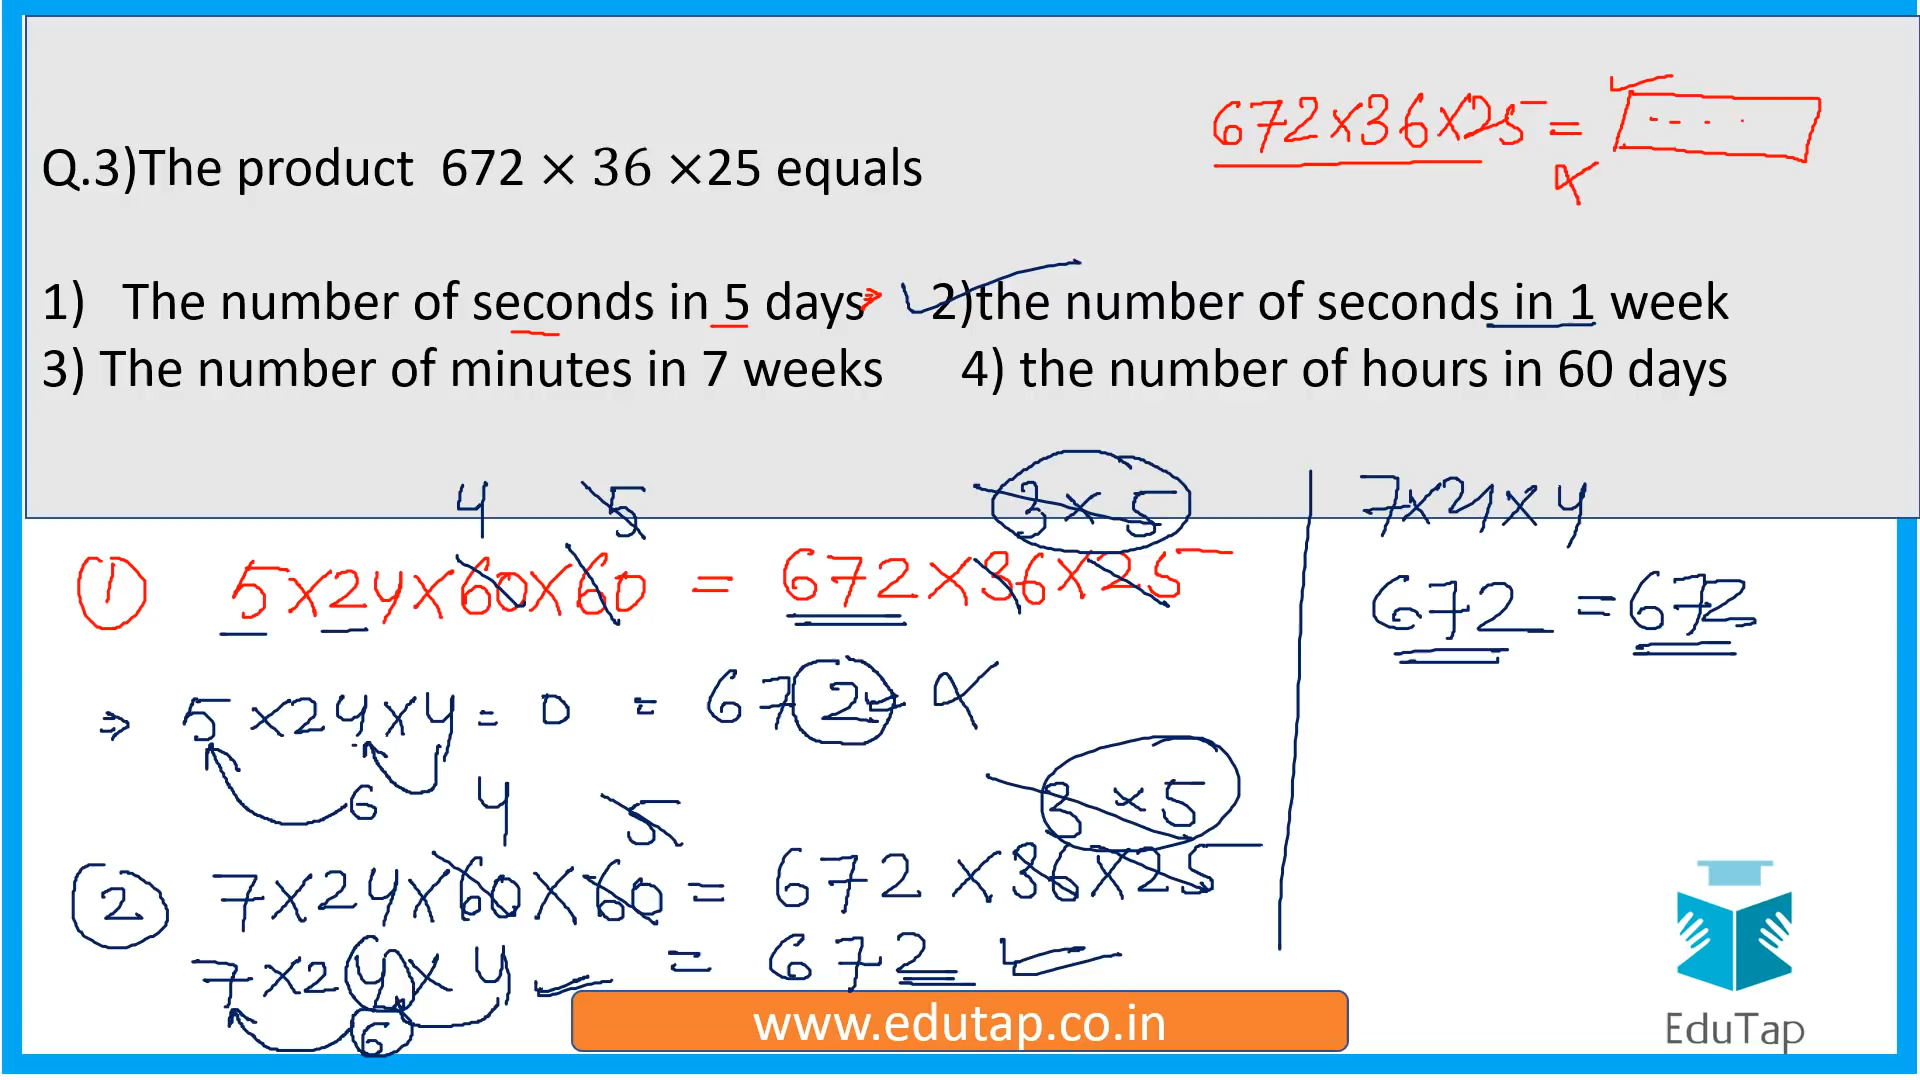 672×36×25 =
Q.3)The product 672 × 36 ×25 equals
1) The number of seconds in 5 days 2)the number of seconds in 1 week
3) The number of minutes in 7 weeks 4) the number of hours in 60 days
4 5 3 × 5
① 5×24×60×60 = 672×36×25
⇒ 5 ×24×4 = 0 = 672
6
4 5 3 × 5
② 7×24×60×60 = 672 ×36×25
7×24×4 = 672
6
7×24×4
672 = 672
www.edutap.co.in
EduTap